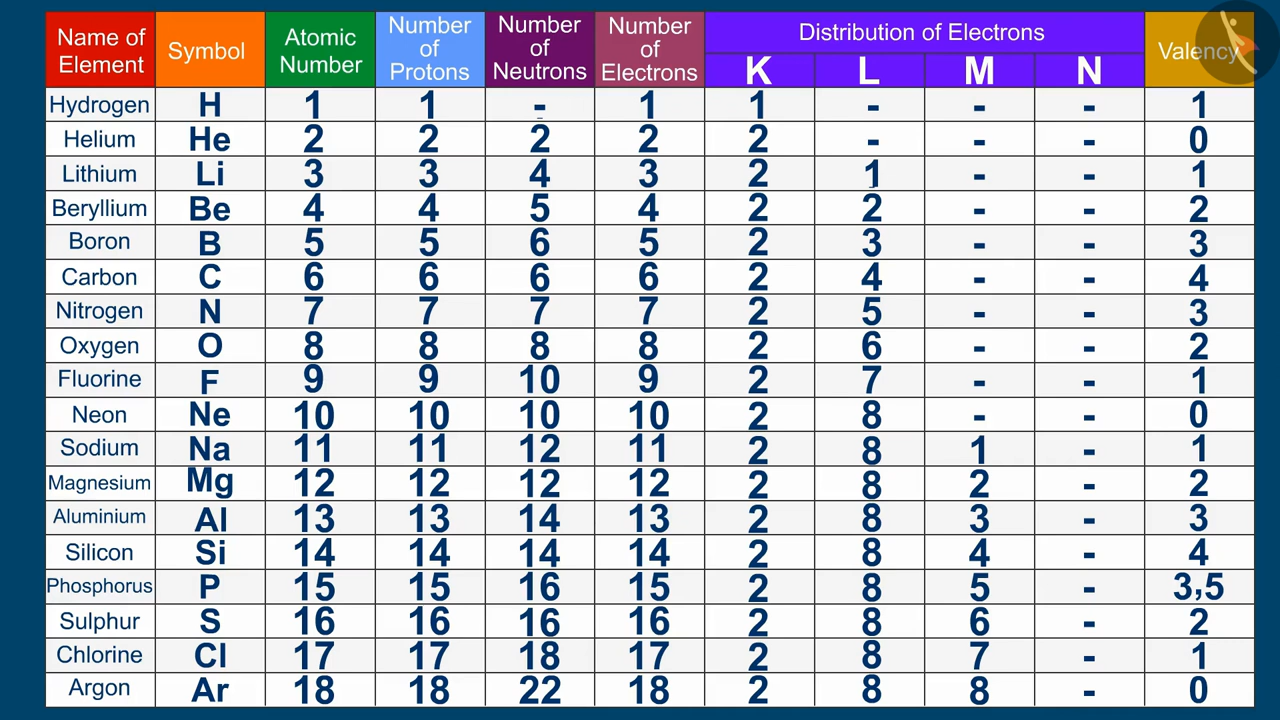 Name of Element Symbol Atomic Number Number of Protons Number of Neutrons Number of Electrons Distribution of Electrons Valency
K L M N
Hydrogen H 1 1 - 1 1 - - - 1
Helium He 2 2 2 2 2 - - - 0
Lithium Li 3 3 4 3 2 1 - - 1
Beryllium Be 4 4 5 4 2 2 - - 2
Boron B 5 5 6 5 2 3 - - 3
Carbon C 6 6 6 6 2 4 - - 4
Nitrogen N 7 7 7 7 2 5 - - 3
Oxygen O 8 8 8 8 2 6 - - 2
Fluorine F 9 9 10 9 2 7 - - 1
Neon Ne 10 10 10 10 2 8 - - 0
Sodium Na 11 11 12 11 2 8 1 - 1
Magnesium Mg 12 12 12 12 2 8 2 - 2
Aluminium Al 13 13 14 13 2 8 3 - 3
Silicon Si 14 14 14 14 2 8 4 - 4
Phosphorus P 15 15 16 15 2 8 5 - 3,5
Sulphur S 16 16 16 16 2 8 6 - 2
Chlorine Cl 17 17 18 17 2 8 7 - 1
Argon Ar 18 18 22 18 2 8 8 - 0